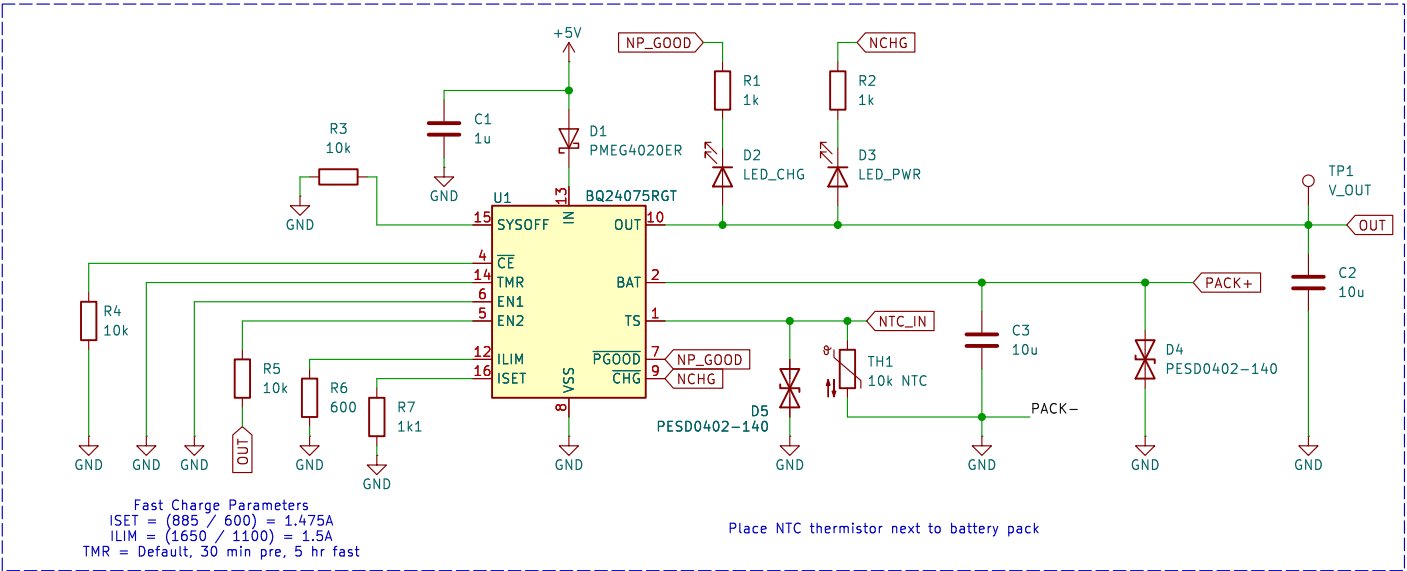 +5V
NP_GOOD
NCHG
R1
1k
R2
1k
C1
1u
D1
PMEG4020ER
R3
10k
D2
LED_CHG
D3
LED_PWR
TP1
V_OUT
GND
GND
U1
BQ24075RGT
13
IN
15
SYSOFF
OUT
10
OUT
4
CE
14
TMR
BAT
2
PACK+
C2
10u
6
EN1
5
EN2
TS
1
NTC_IN
R4
10k
C3
10u
12
ILIM
PGOOD
7
NP_GOOD
TH1
10k NTC
D4
PESD0402-140
16
ISET
CHG
9
NCHG
VSS
8
R5
10k
R6
600
R7
1k1
D5
PESD0402-140
PACK-
OUT
GND
GND
GND
GND
GND
GND
GND
GND
GND
GND
Fast Charge Parameters
ISET = (885 / 600) = 1.475A
ILIM = (1650 / 1100) = 1.5A
TMR = Default, 30 min pre, 5 hr fast
Place NTC thermistor next to battery pack